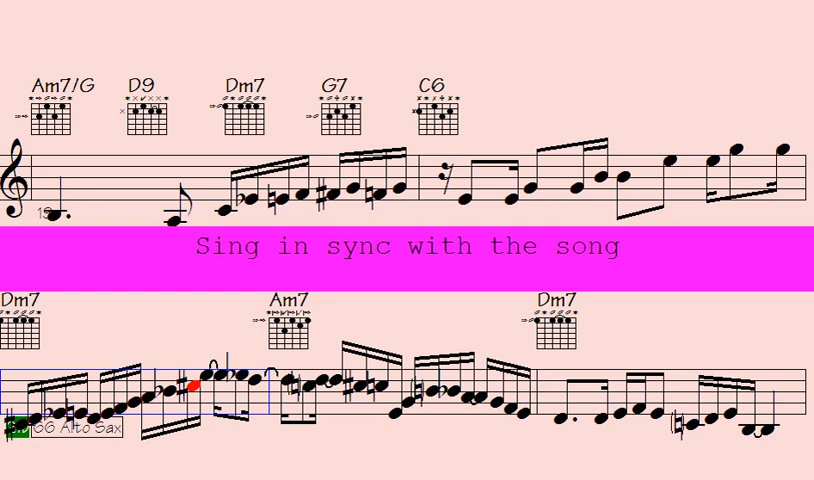 Am7/G D9 Dm7 G7 C6
Sing in sync with the song
Dm7 Am7 Dm7
66 Alto Sax